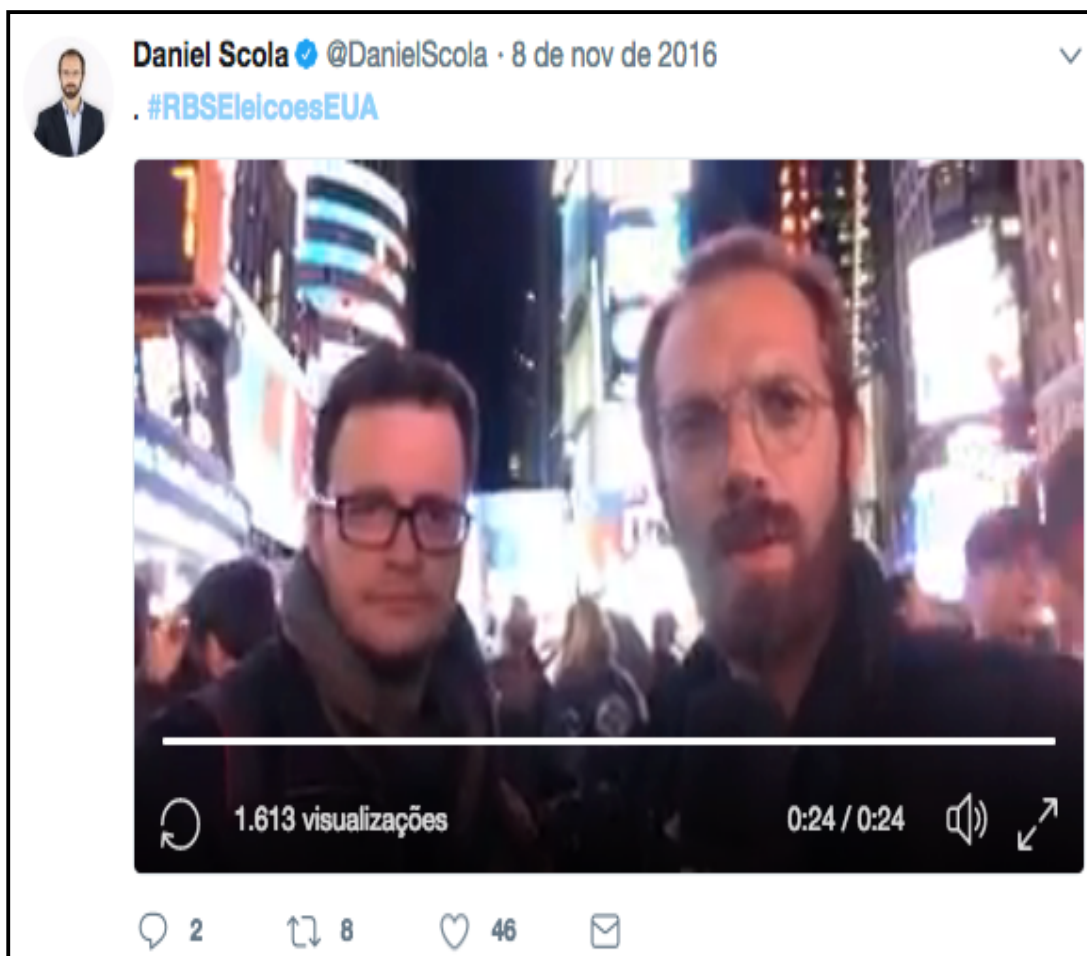 Daniel Scola @DanielScola · 8 de nov de 2016
. #RBSEleicoesEUA
1.613 visualizações
0:24 / 0:24
2
8
46